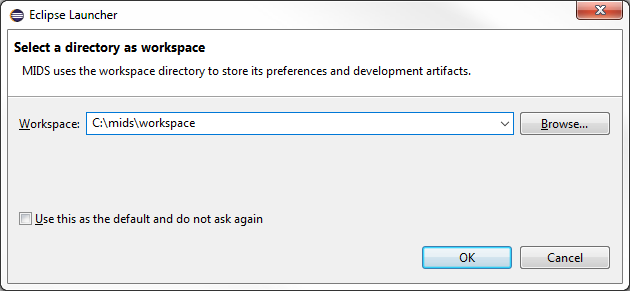 Eclipse Launcher
Select a directory as workspace
MIDS uses the workspace directory to store its preferences and development artifacts.
Workspace: C:\mids\workspace Browse...
Use this as the default and do not ask again
OK Cancel